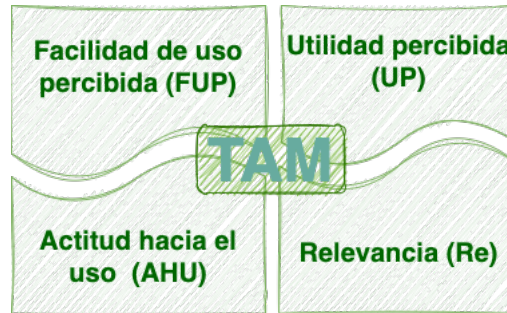 Facilidad de uso
percibida (FUP)
Utilidad percibida
(UP)
TAM
Actitud hacia el
uso (AHU)
Relevancia (Re)